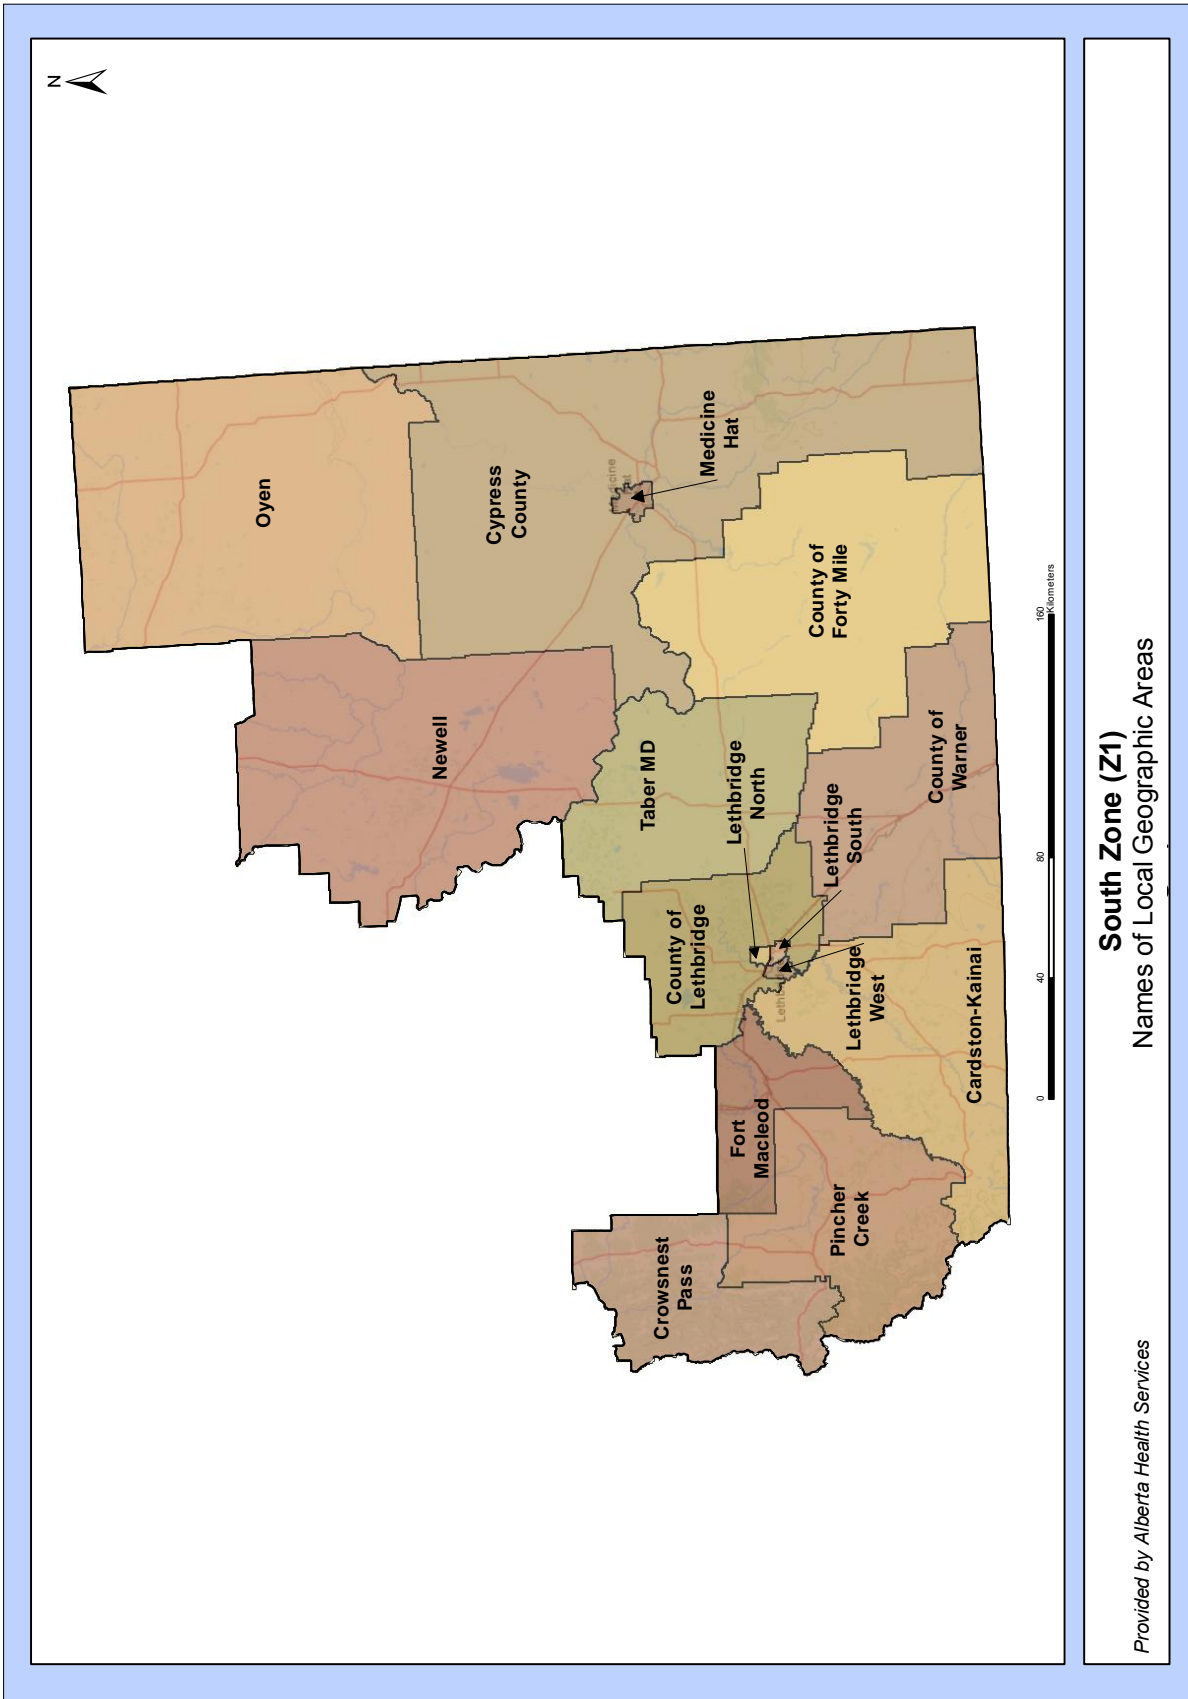 N
Oyen
Cypress
County
Medicine
Hat
Medicine
Hat
Newell
County of
Forty Mile
Taber MD
Lethbridge
North
Lethbridge
South
County of
Warner
County of
Lethbridge
Lethbridge
West
Cardston-Kainai
Fort
Macleod
Pincher
Creek
Crowsnest
Pass
0 40 80 160
Kilometers
South Zone (Z1)
Names of Local Geographic Areas
Provided by Alberta Health Services